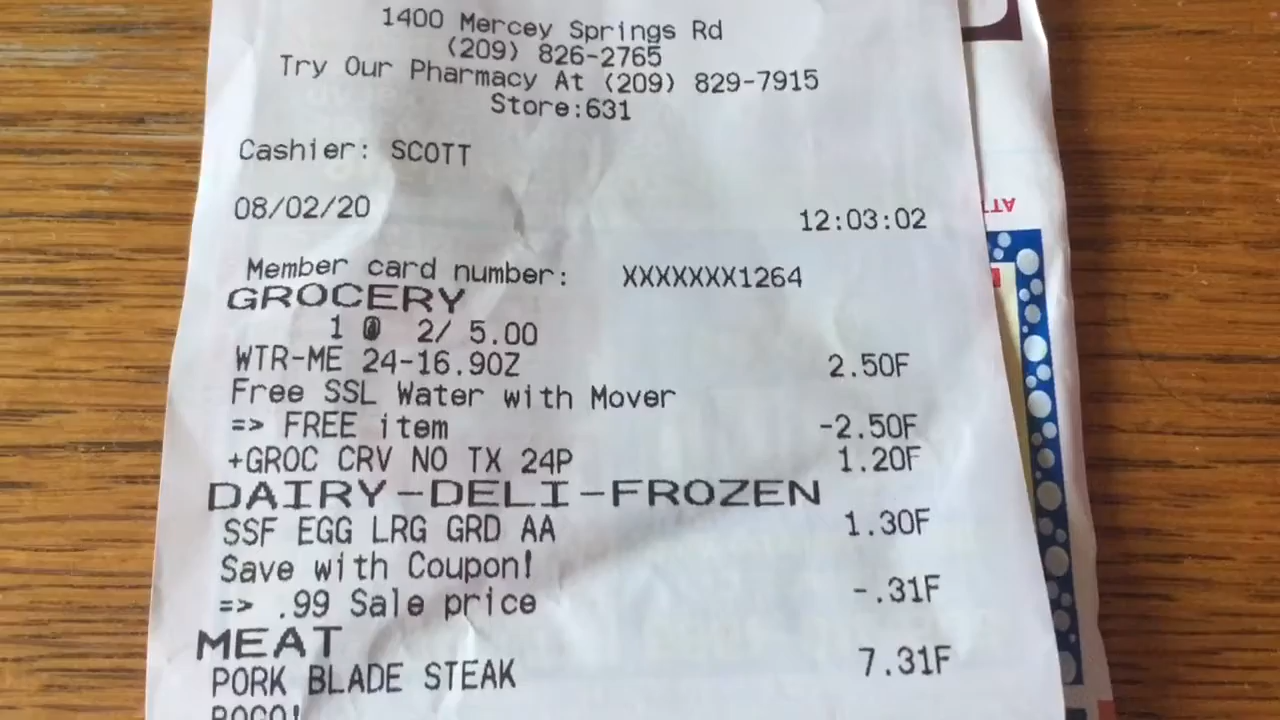 1400 Mercey Springs Rd
(209) 826-2765
Try Our Pharmacy At (209) 829-7915
Store:631
Cashier: SCOTT
08/02/20 12:03:02
Member card number: XXXXXXX1264
GROCERY
1 @ 2/ 5.00
WTR-ME 24-16.9OZ 2.50F
Free SSL Water with Mover
=> FREE item -2.50F
+GROC CRV NO TX 24P 1.20F
DAIRY-DELI-FROZEN
SSF EGG LRG GRD AA 1.30F
Save with Coupon!
=> .99 Sale price -.31F
MEAT
PORK BLADE STEAK 7.31F
BOGO!